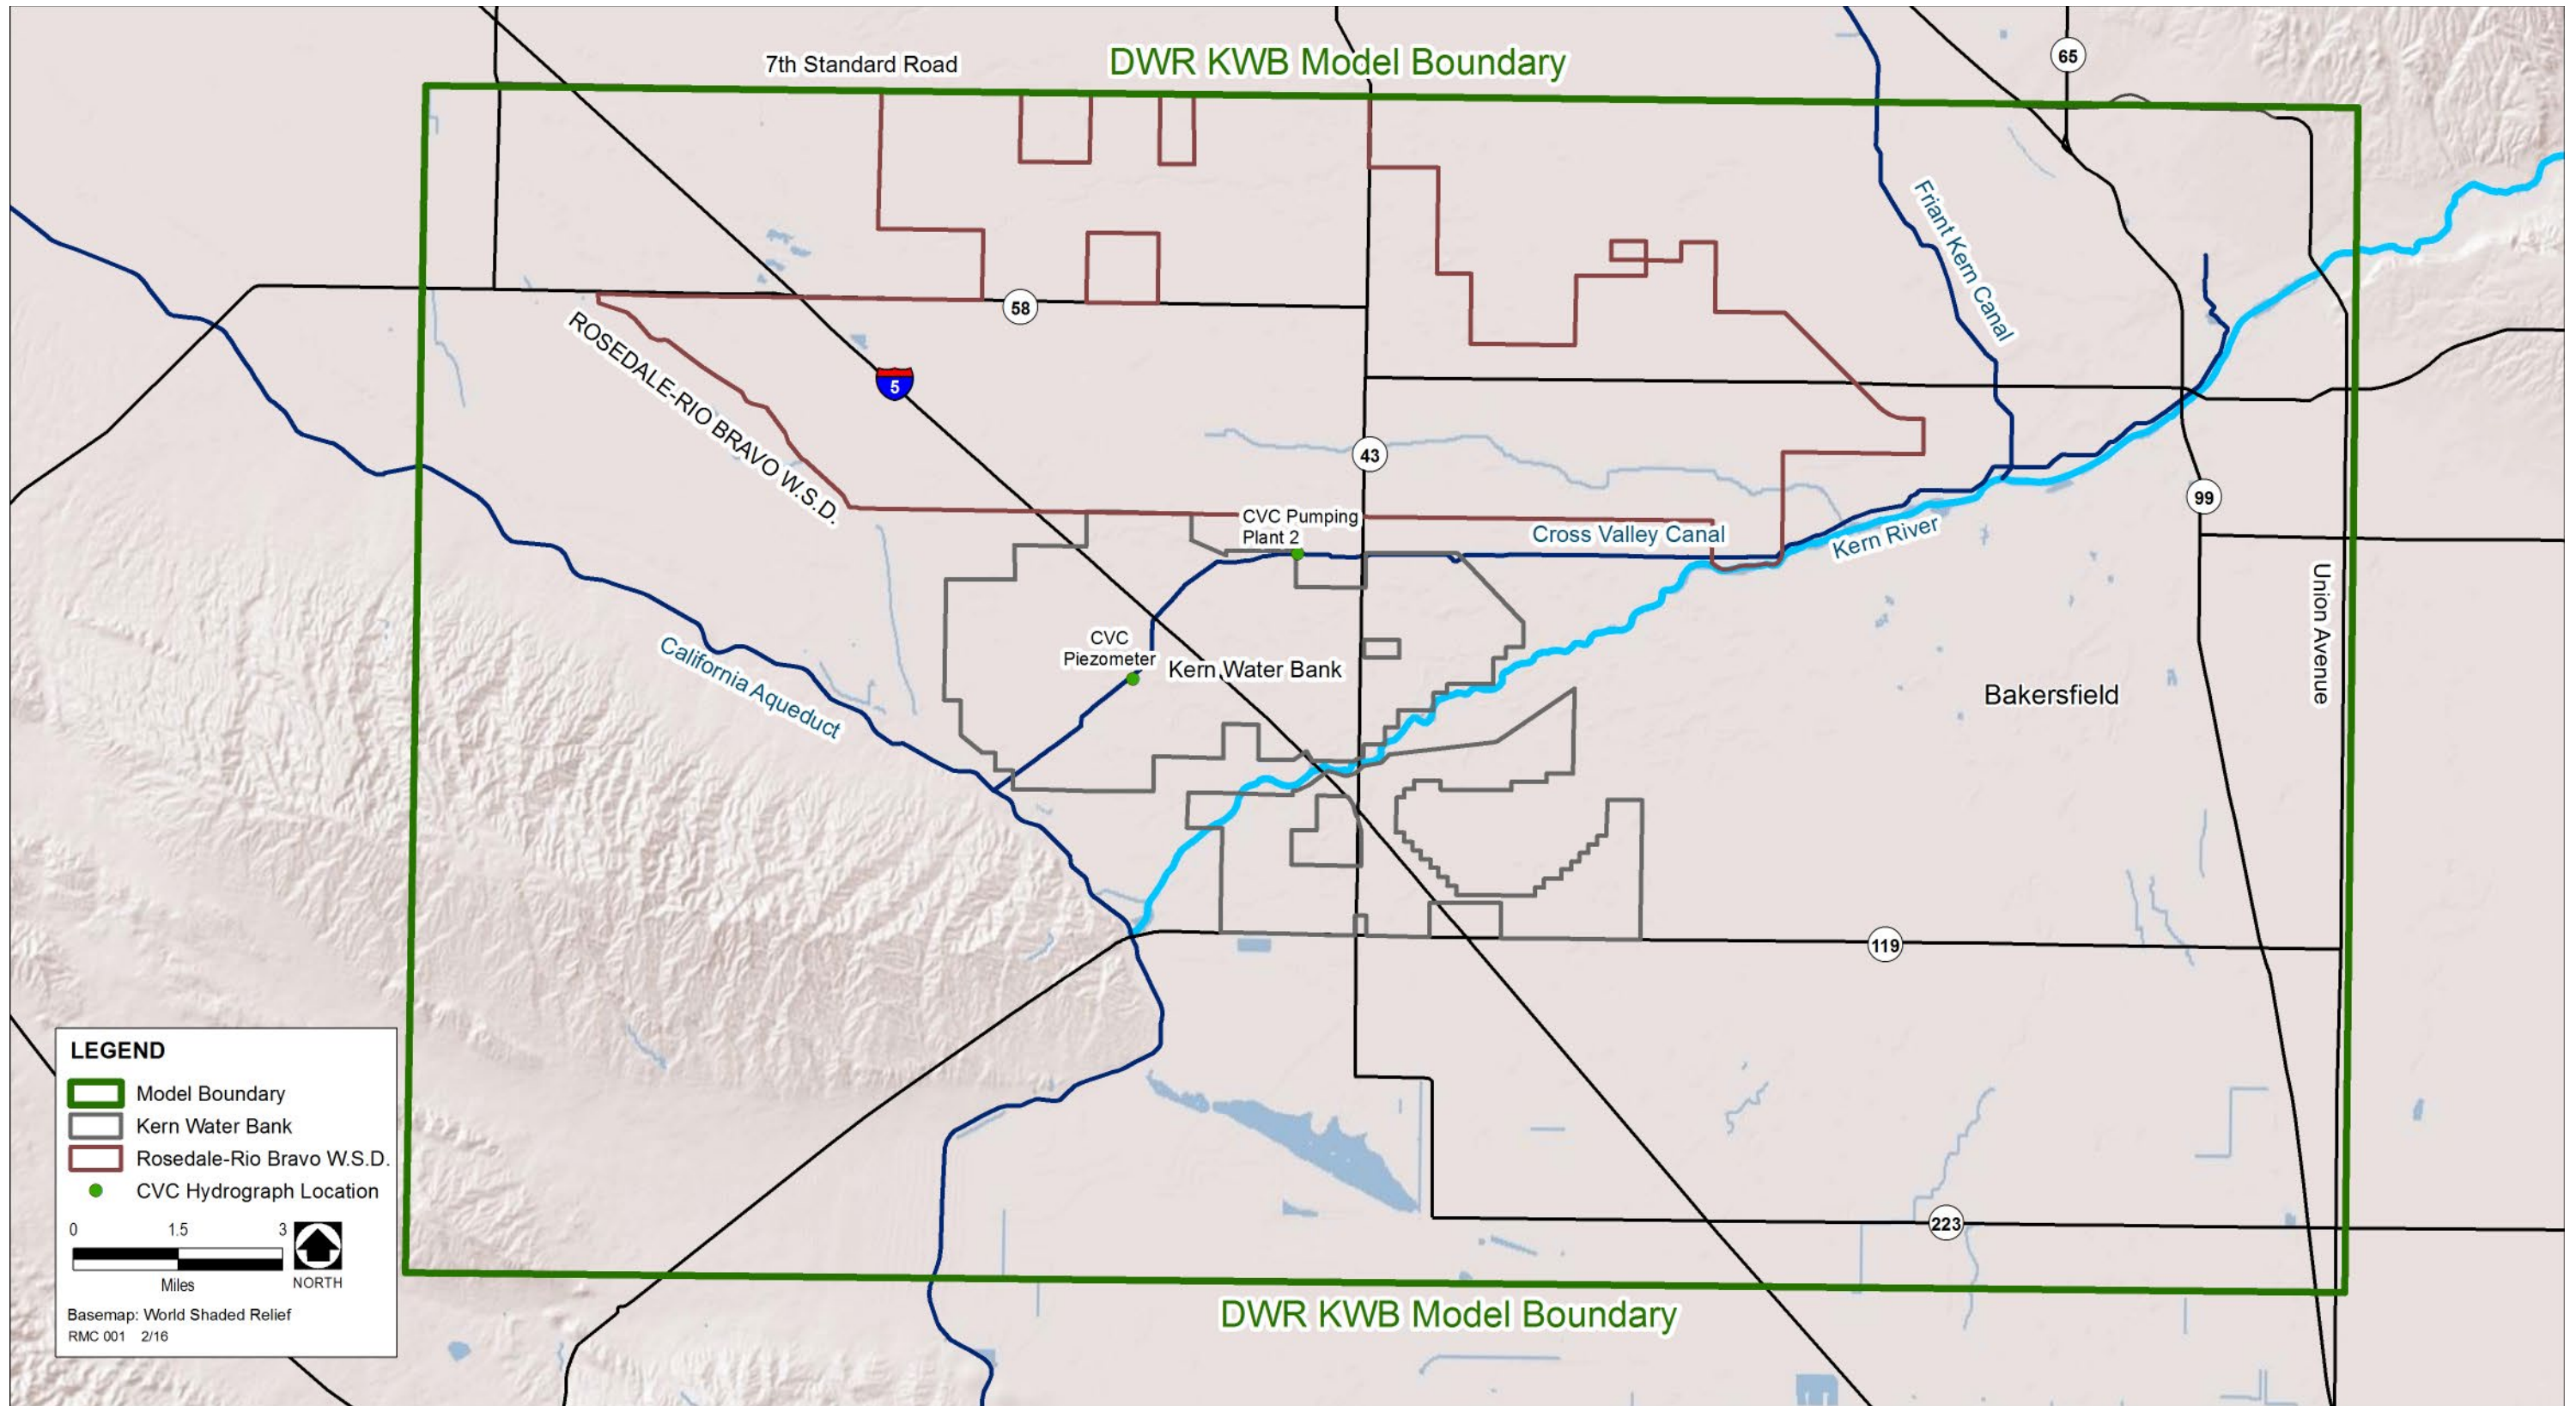 7th Standard Road
DWR KWB Model Boundary
65
Friant Kern Canal
58
ROSEDALE-RIO BRAVO W.S.D.
5
43
99
CVC Pumping
Plant 2
Cross Valley Canal
Kern River
Union Avenue
CVC
Piezometer
Kern Water Bank
California Aqueduct
Bakersfield
119
223
DWR KWB Model Boundary
LEGEND
Model Boundary
Kern Water Bank
Rosedale-Rio Bravo W.S.D.
CVC Hydrograph Location
0 1.5 3
Miles
NORTH
Basemap: World Shaded Relief
RMC 001 2/16